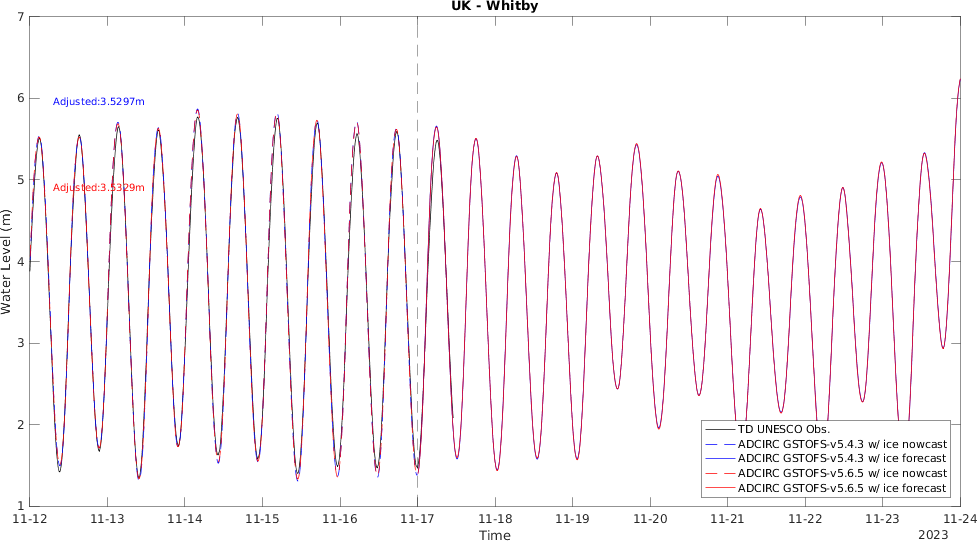 UK - Whitby
7
6
5
4
3
2
1
Water Level (m)
Adjusted:3.5297m
Adjusted:3.5329m
TD UNESCO Obs.
ADCIRC GSTOFS-v5.4.3 w/ ice nowcast
ADCIRC GSTOFS-v5.4.3 w/ ice forecast
ADCIRC GSTOFS-v5.6.5 w/ ice nowcast
ADCIRC GSTOFS-v5.6.5 w/ ice forecast
11-12 11-13 11-14 11-15 11-16 11-17 11-18 11-19 11-20 11-21 11-22 11-23 11-24
Time
2023